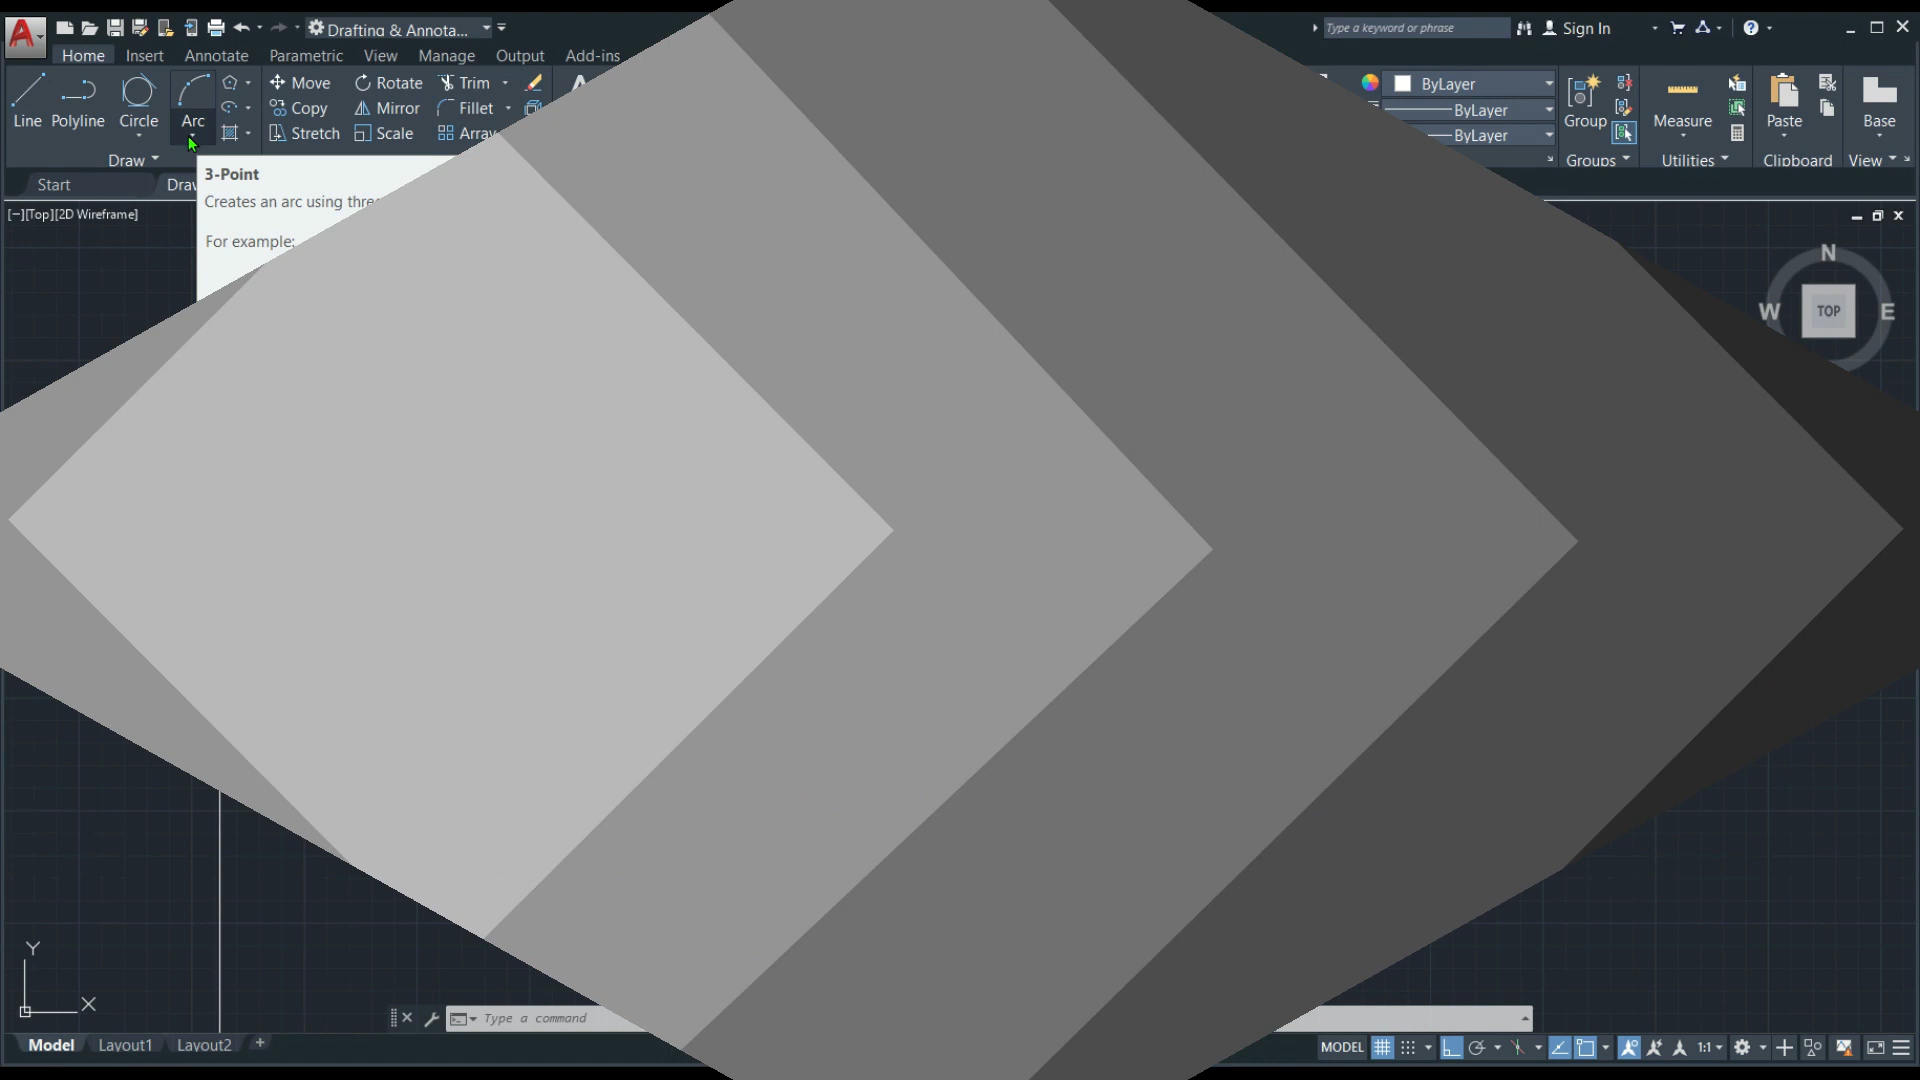 Drafting & Annota...
Type a keyword or phrase
Sign In
Home Insert Annotate Parametric View Manage Output Add-ins
Move Rotate Trim
ByLayer
Copy Mirror Fillet
ByLayer
Line Polyline Circle Arc
Group Measure Paste Base
Stretch Scale Array
ByLayer
Draw
Groups Utilities Clipboard View
Start
3-Point
Creates an arc using
For example:
[−][Top][2D Wireframe]
N
W TOP E
Y
X
Type a command
Model Layout1 Layout2 +
MODEL 1:1